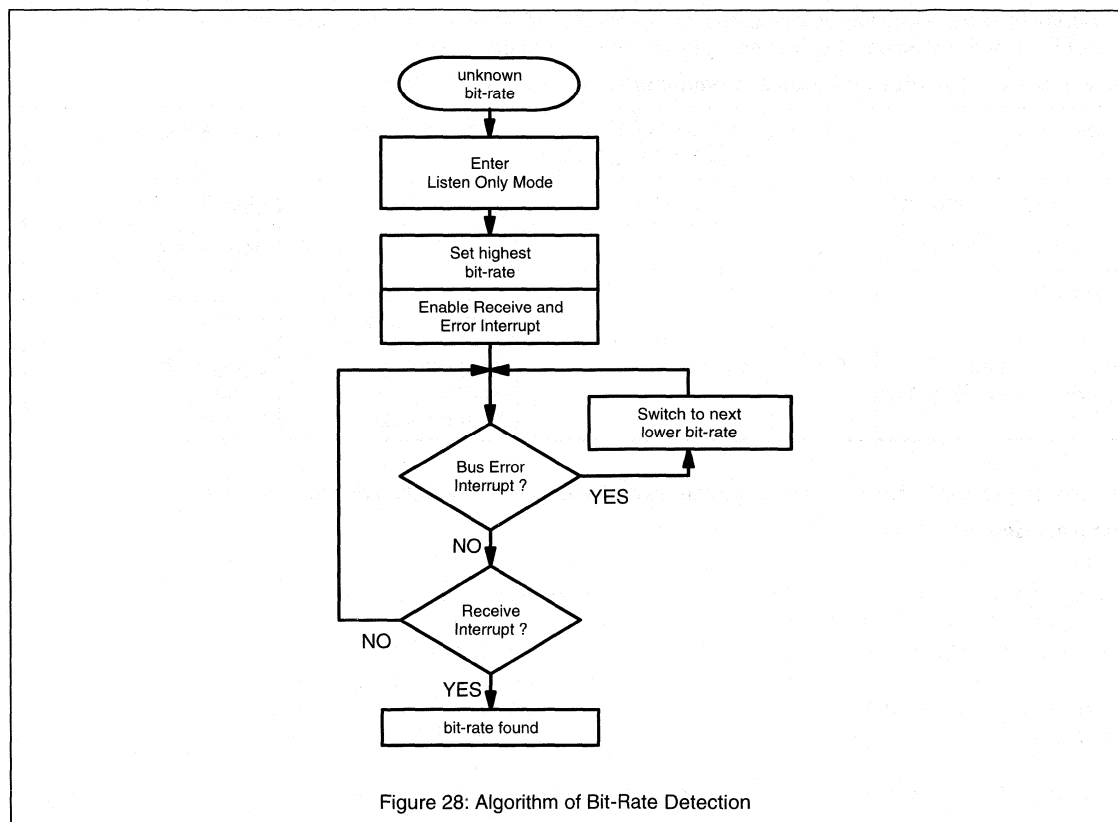 unknown
bit-rate
Enter
Listen Only Mode
Set highest
bit-rate
Enable Receive and
Error Interrupt
Switch to next
lower bit-rate
Bus Error
Interrupt ?
YES
NO
Receive
Interrupt ?
NO
YES
bit-rate found
Figure 28: Algorithm of Bit-Rate Detection